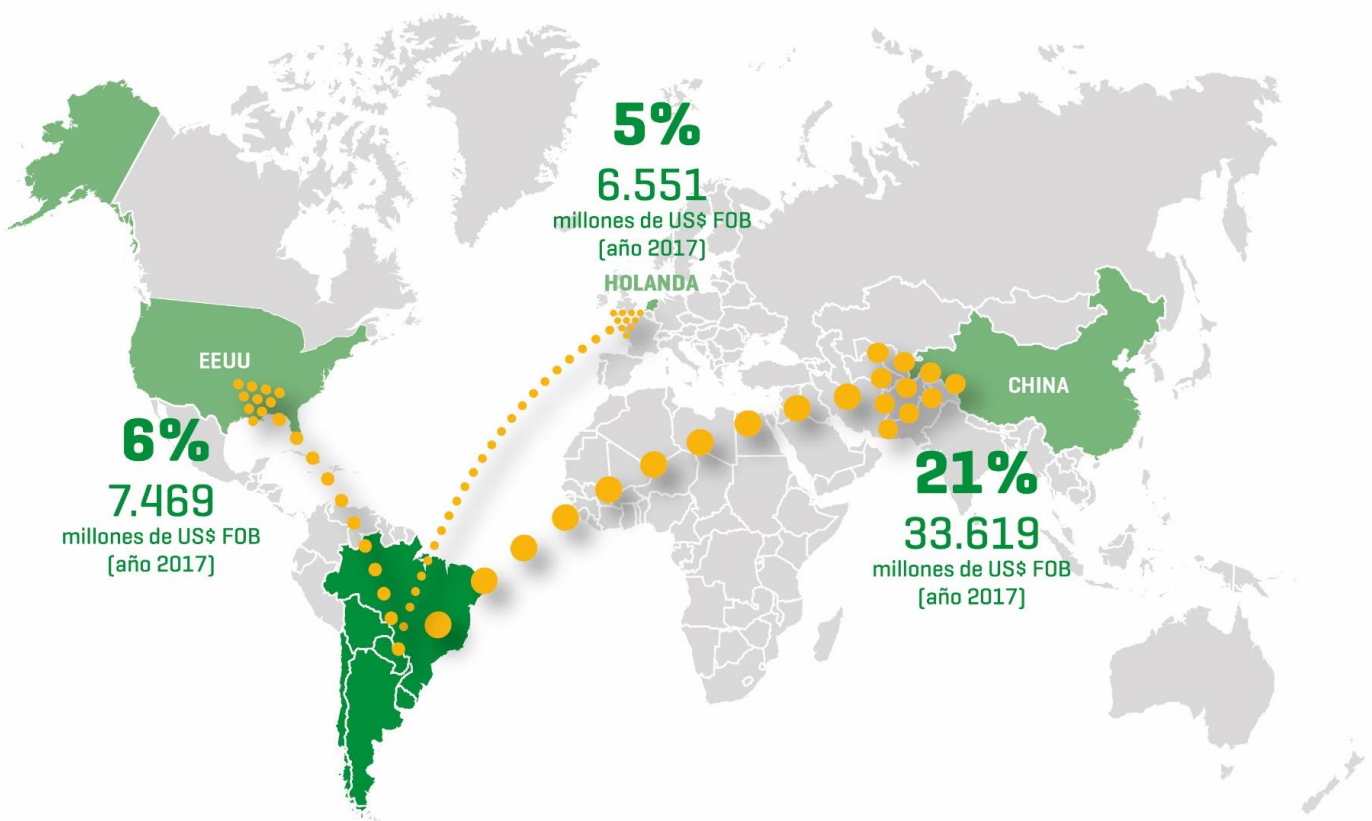 5%
6.551
millones de US$ FOB
(año 2017)
HOLANDA
EEUU
6%
7.469
millones de US$ FOB
(año 2017)
CHINA
21%
33.619
millones de US$ FOB
(año 2017)